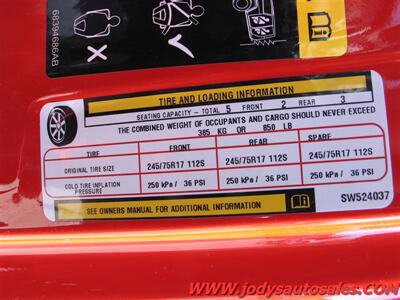 68394686AB
TIRE AND LOADING INFORMATION
SEATING CAPACITY - TOTAL 5 FRONT 2 REAR 3
THE COMBINED WEIGHT OF OCCUPANTS AND CARGO SHOULD NEVER EXCEED
385 KG OR 850 LB
TIRE FRONT REAR SPARE
ORIGINAL TIRE SIZE 245/75R17 112S 245/75R17 112S 245/75R17 112S
COLD TIRE INFLATION PRESSURE 250 kPa / 36 PSI 250 kPa / 36 PSI 250 kPa / 36 PSI
SEE OWNERS MANUAL FOR ADDITIONAL INFORMATION
SW524037
www.jodysautosales.com